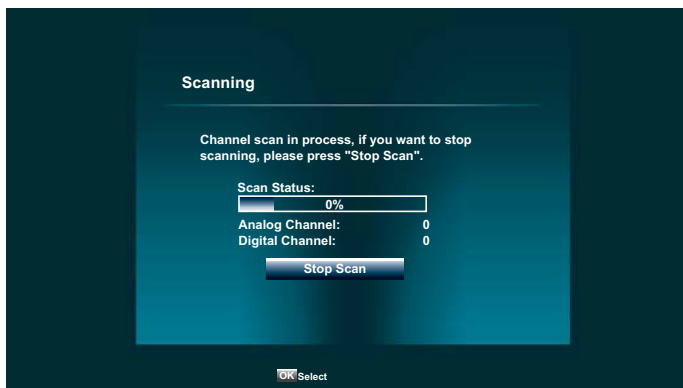 Scanning
Channel scan in process, if you want to stop
scanning, please press "Stop Scan".
Scan Status:
0%
Analog Channel: 0
Digital Channel: 0
Stop Scan
OK Select